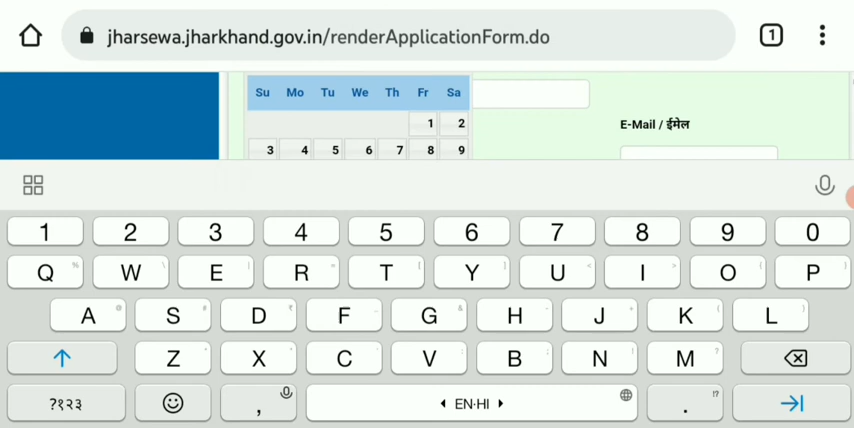 jharsewa.jharkhand.gov.in/renderApplicationForm.do
1
Su Mo Tu We Th Fr Sa
1 2
E-Mail / ईमेल
3 4 5 6 7 8 9
1 2 3 4 5 6 7 8 9 0
Q W E R T Y U I O P
A S D F G H J K L
Z X C V B N M
?१२३ , EN·HI .